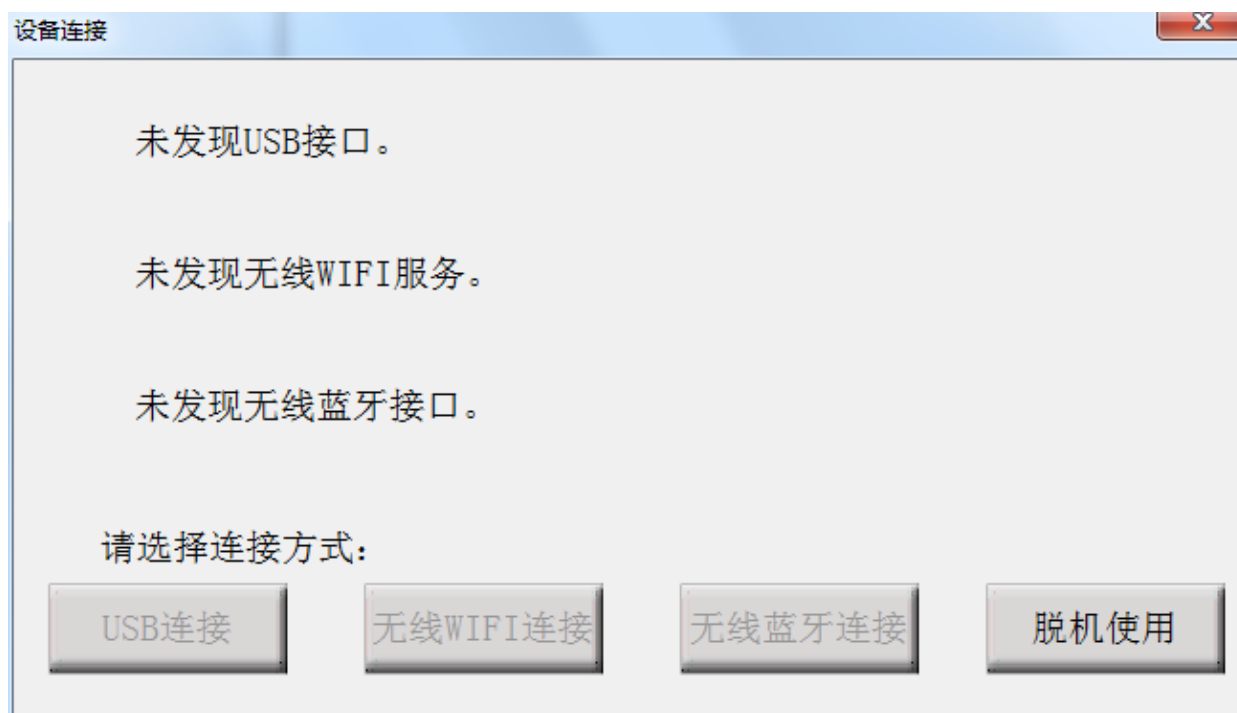 设备连接
未发现USB接口。
未发现无线WIFI服务。
未发现无线蓝牙接口。
请选择连接方式：
USB连接 无线WIFI连接 无线蓝牙连接 脱机使用